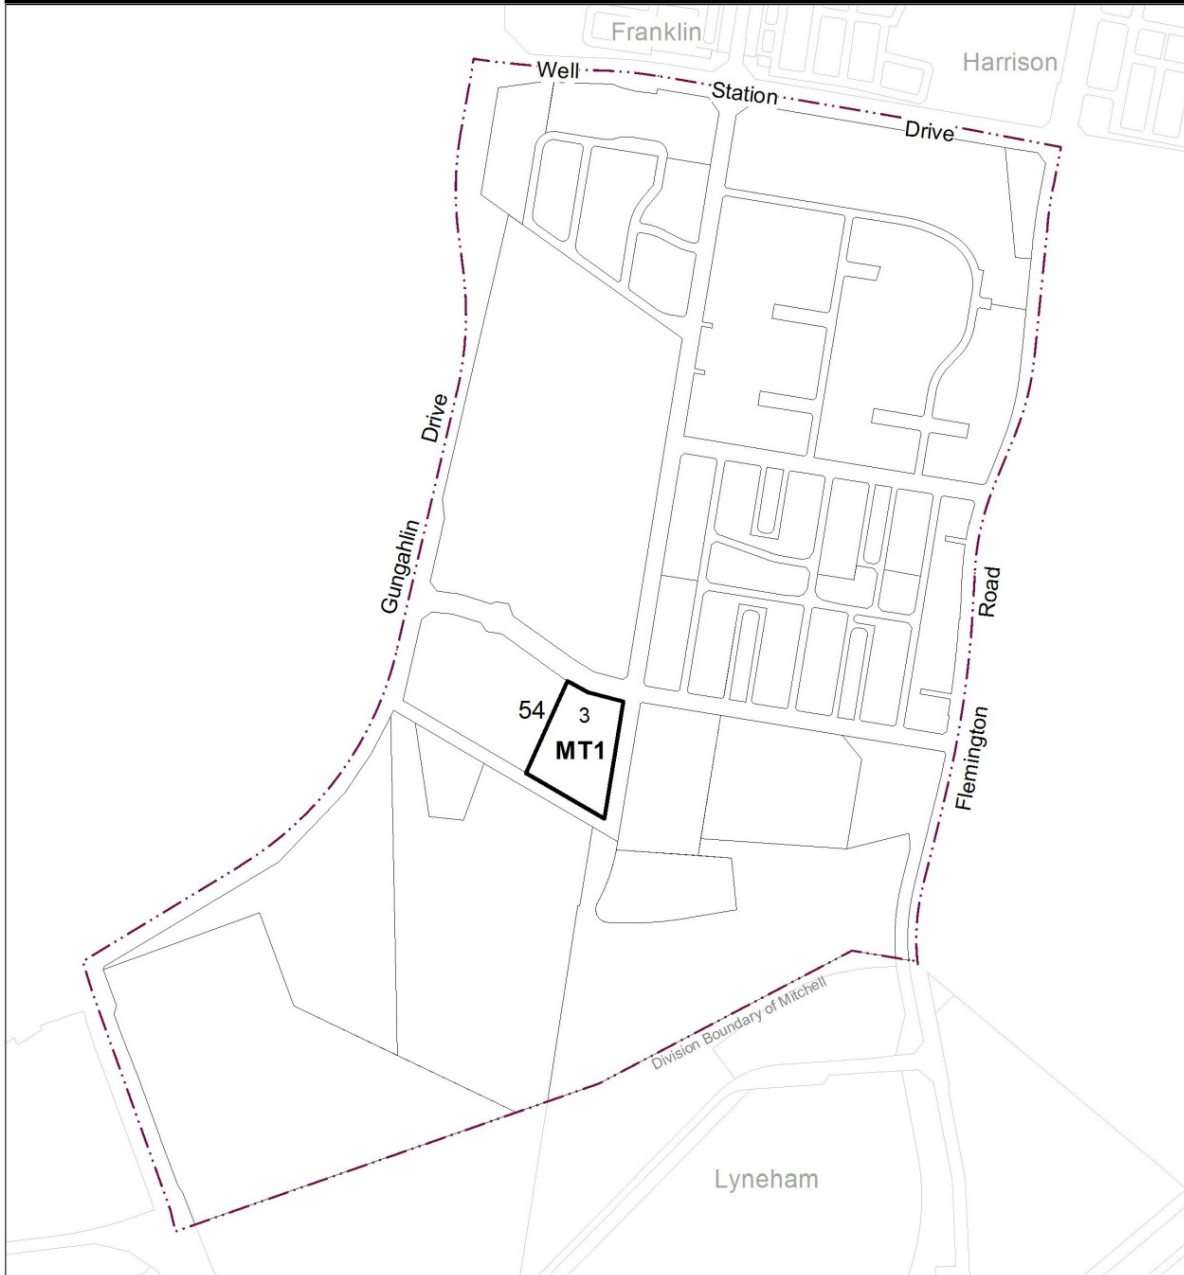 Franklin
Harrison
Well
Station
Drive
Drive
Gungahlin
Road
Flemington
54
3
MT1
Division Boundary of Mitchell
Lyneham